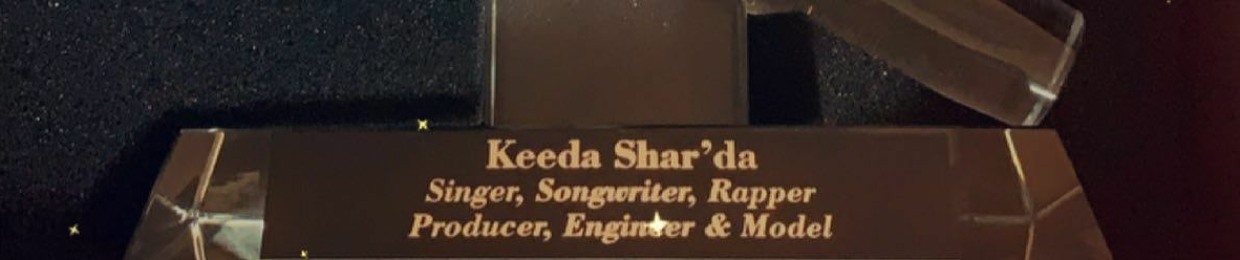 Keeda Shar’da
Singer, Songwriter, Rapper
Producer, Engineer & Model